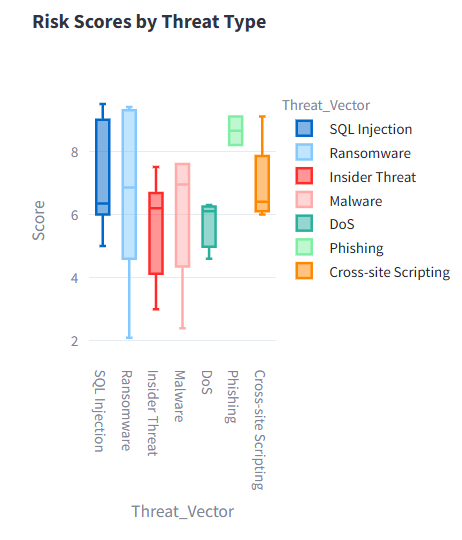 Risk Scores by Threat Type
Threat_Vector
SQL Injection
Ransomware
Insider Threat
Malware
DoS
Phishing
Cross-site Scripting
Score
8
6
4
2
SQL Injection
Ransomware
Insider Threat
Malware
DoS
Phishing
Cross-site Scripting
Threat_Vector